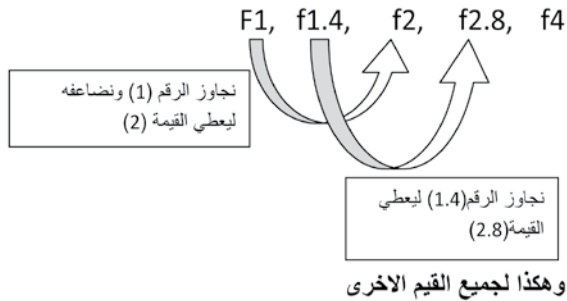 F1, f1.4, f2, f2.8, f4
نجاوز الرقم (1) ونضاعفه
ليعطي القيمة (2)
نجاوز الرقم(1.4) ليعطي
القيمة(2.8)
وهكذا لجميع القيم الاخرى